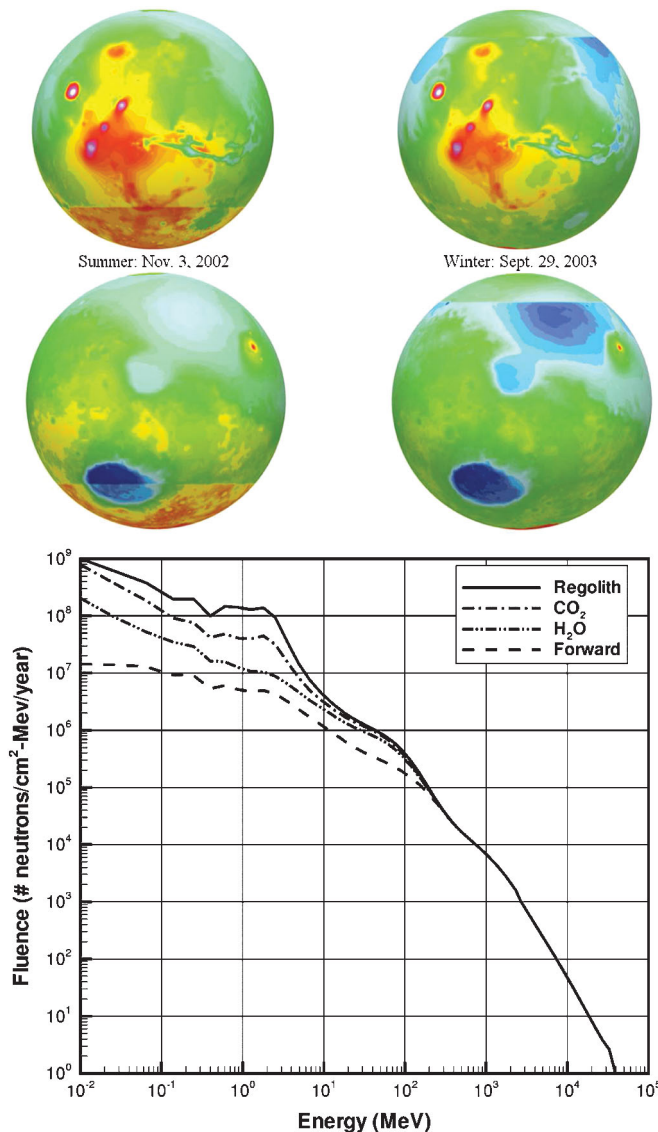 Summer: Nov. 3, 2002
Winter: Sept. 29, 2003
10⁹
10⁸
10⁷
10⁶
10⁵
10⁴
10³
10²
10¹
10⁰
Fluence (# neutrons/cm²-Mev/year)
Regolith
CO₂
H₂O
Forward
10⁻² 10⁻¹ 10⁰ 10¹ 10² 10³ 10⁴ 10⁵
Energy (MeV)